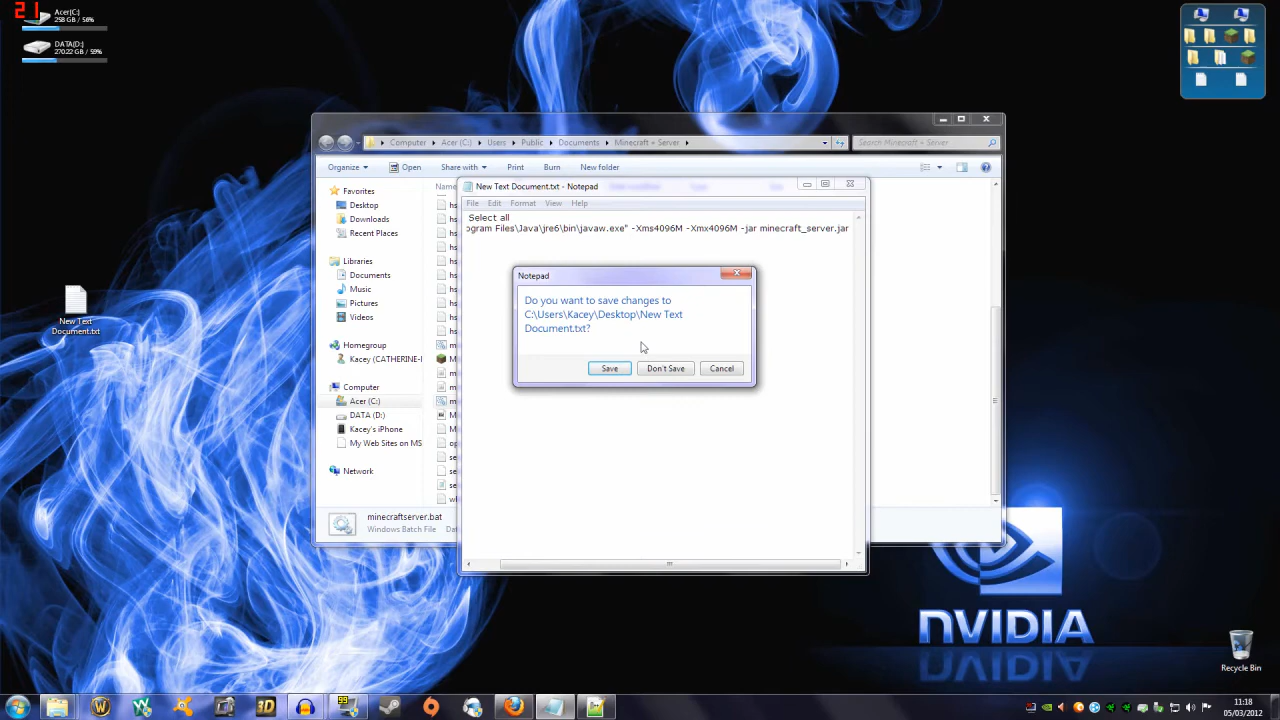 21
Acer(C:)
258 GB / 56%
DATA(D:)
270.22 GB / 59%
New Text
Document.txt
Computer
Acer (C:)
Users
Public
Documents
Minecraft + Server
Search Minecraft + Server
Organize
Open
Share with
Print
Burn
New folder
Favorites
Desktop
Downloads
Recent Places
Libraries
Documents
Music
Pictures
Videos
Homegroup
Kacey (CATHERINE-
Computer
Acer (C:)
DATA (D:)
Kacey's iPhone
My Web Sites on MS
Network
minecraftserver.bat
Windows Batch File
New Text Document.txt - Notepad
File Edit Format View Help
Select all
ogram Files\Java\jre6\bin\javaw.exe" -Xms4096M -Xmx4096M -jar minecraft_server.jar
Notepad
Do you want to save changes to
C:\Users\Kacey\Desktop\New Text
Document.txt?
Save
Don't Save
Cancel
NVIDIA
Recycle Bin
3D
99
11:18
05/03/2012